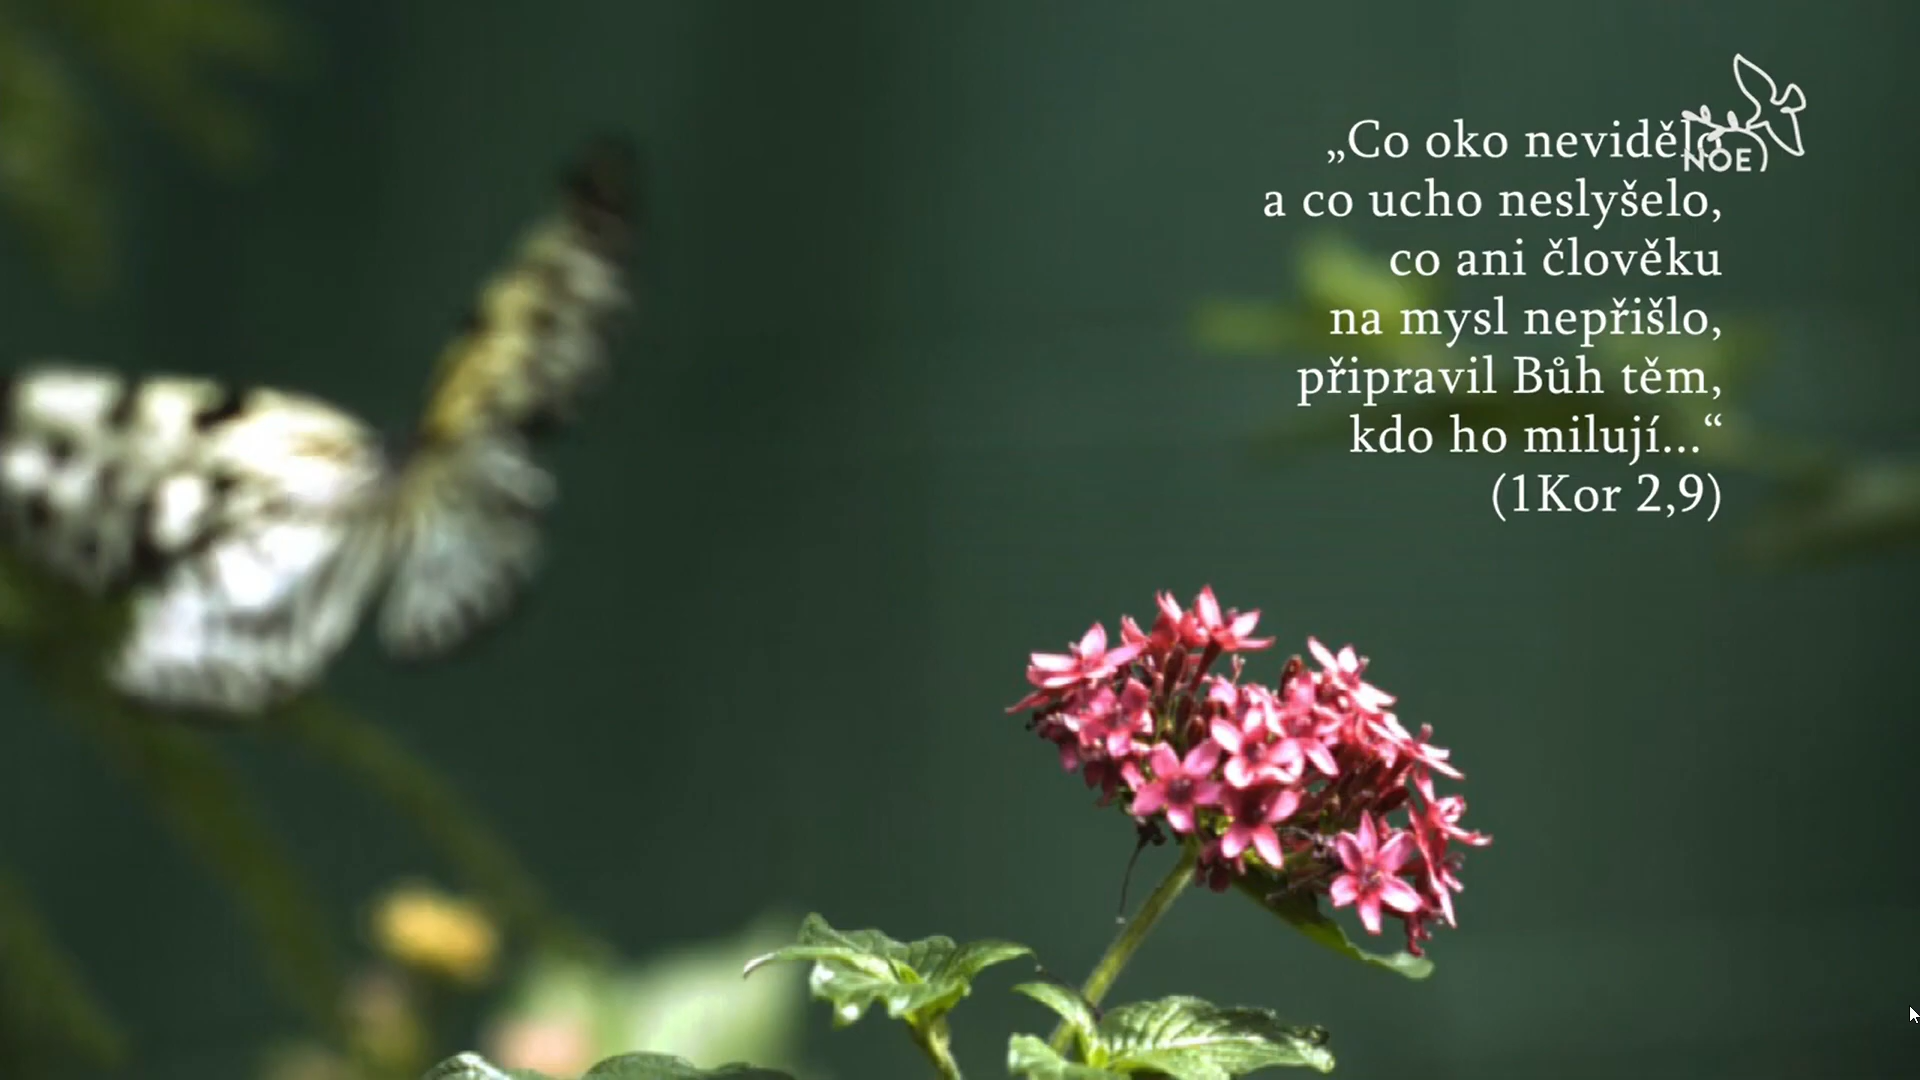 „Co oko nevidělo
a co ucho neslyšelo,
co ani člověku
na mysl nepřišlo,
připravil Bůh těm,
kdo ho milují...“
(1Kor 2,9)
NOE